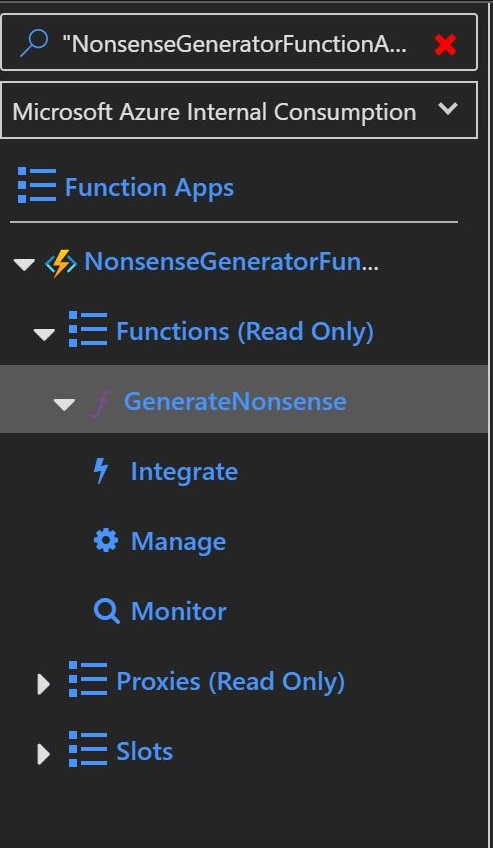 "NonsenseGeneratorFunctionA...
Microsoft Azure Internal Consumption
Function Apps
NonsenseGeneratorFun...
Functions (Read Only)
GenerateNonsense
Integrate
Manage
Monitor
Proxies (Read Only)
Slots